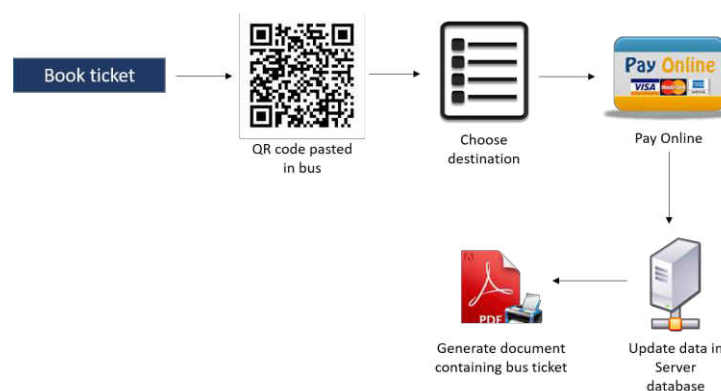 Book ticket
QR code pasted
in bus
Choose
destination
Pay Online
VISA MasterCard
Pay Online
PDF
Generate document
containing bus ticket
Update data in
Server
database